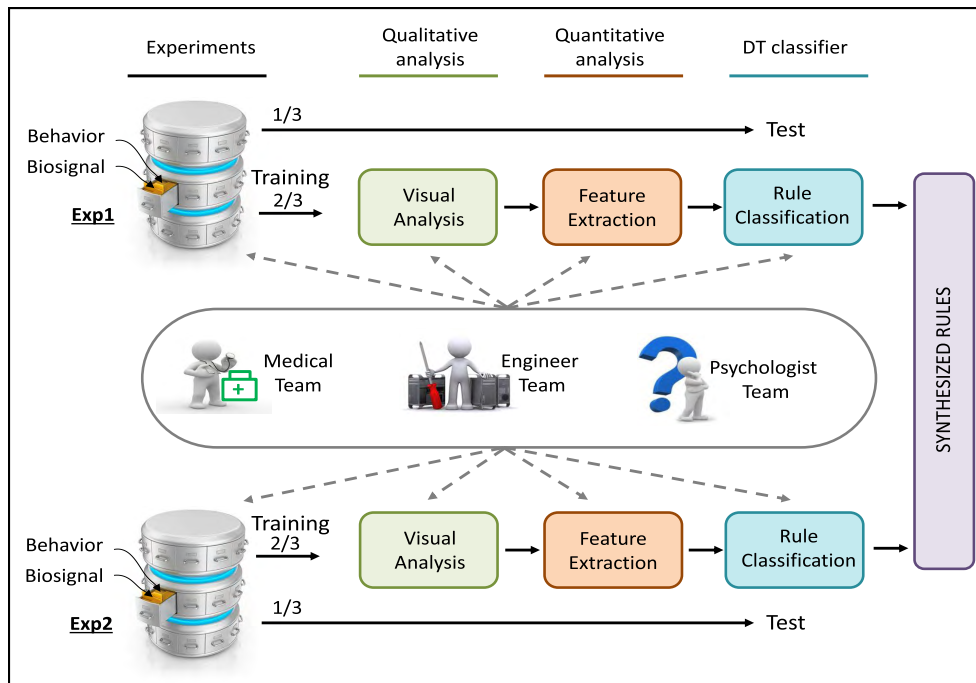 Experiments
Qualitative
analysis
Quantitative
analysis
DT classifier
1/3
Test
Behavior
Biosignal
Exp1
Training
2/3
Visual
Analysis
Feature
Extraction
Rule
Classification
SYNTHESIZED RULES
Medical
Team
Engineer
Team
Psychologist
Team
Training
2/3
Behavior
Biosignal
Exp2
Visual
Analysis
Feature
Extraction
Rule
Classification
1/3
Test